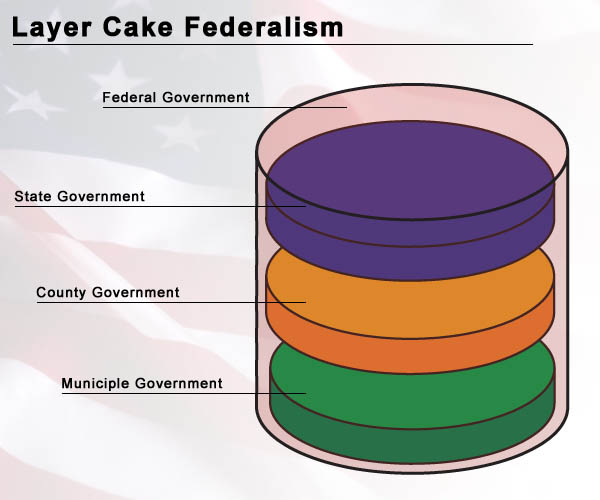 Layer Cake Federalism
Federal Government
State Government
County Government
Municiple Government